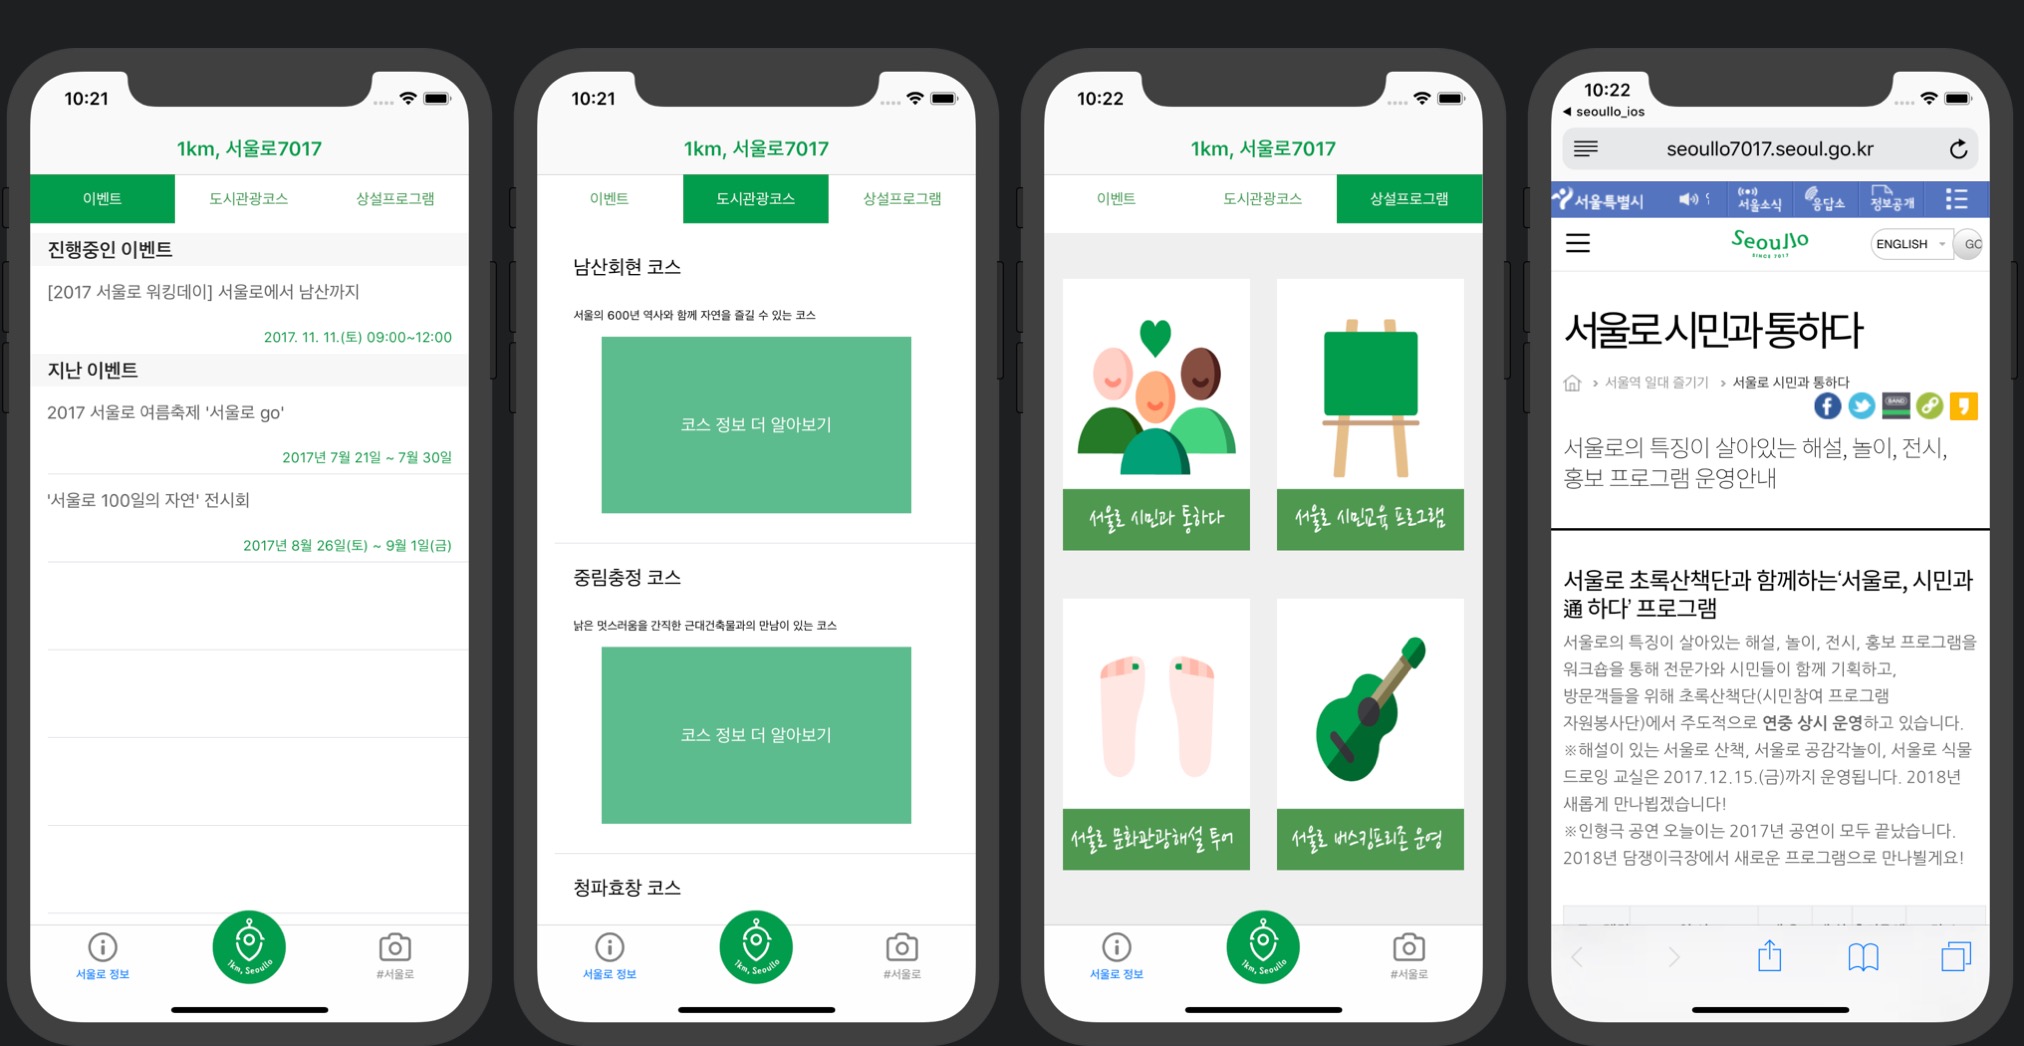 10:21
1km, 서울로7017
이벤트
도시관광코스
상설프로그램
진행중인 이벤트
[2017 서울로 워킹데이] 서울로에서 남산까지
2017. 11. 11.(토) 09:00~12:00
지난 이벤트
2017 서울로 여름축제 '서울로 go'
2017년 7월 21일 ~ 7월 30일
'서울로 100일의 자연' 전시회
2017년 8월 26일(토) ~ 9월 1일(금)
1km, Seoullo
서울로 정보
#서울로
10:21
1km, 서울로7017
이벤트
도시관광코스
상설프로그램
남산회현 코스
서울의 600년 역사와 함께 자연을 즐길 수 있는 코스
코스 정보 더 알아보기
중림충정 코스
낡은 멋스러움을 간직한 근대건축물과의 만남이 있는 코스
코스 정보 더 알아보기
청파효창 코스
1km, Seoullo
서울로 정보
#서울로
10:22
1km, 서울로7017
이벤트
도시관광코스
상설프로그램
서울로 시민과 통하다
서울로 시민교육 프로그램
서울로 문화관광해설 투어
서울로 버스킹프리존 운영
1km, Seoullo
서울로 정보
#서울로
10:22
seoullo_ios
seoullo7017.seoul.go.kr
서울특별시
서울소식
응답소
정보공개
Seoullo
SINCE 7017
ENGLISH
GO
서울로 시민과 통하다
서울역 일대 즐기기
서울로 시민과 통하다
BAND
서울로의 특징이 살아있는 해설, 놀이, 전시,
홍보 프로그램 운영안내
서울로 초록산책단과 함께하는‘서울로, 시민과
通 하다’ 프로그램
서울로의 특징이 살아있는 해설, 놀이, 전시, 홍보 프로그램을
워크숍을 통해 전문가와 시민들이 함께 기획하고,
방문객들을 위해 초록산책단(시민참여 프로그램
자원봉사단)에서 주도적으로 연중 상시 운영하고 있습니다.
※해설이 있는 서울로 산책, 서울로 공감각놀이, 서울로 식물
드로잉 교실은 2017.12.15.(금)까지 운영됩니다. 2018년
새롭게 만나뵙겠습니다!
※인형극 공연 오늘이는 2017년 공연이 모두 끝났습니다.
2018년 담쟁이극장에서 새로운 프로그램으로 만나뵐게요!